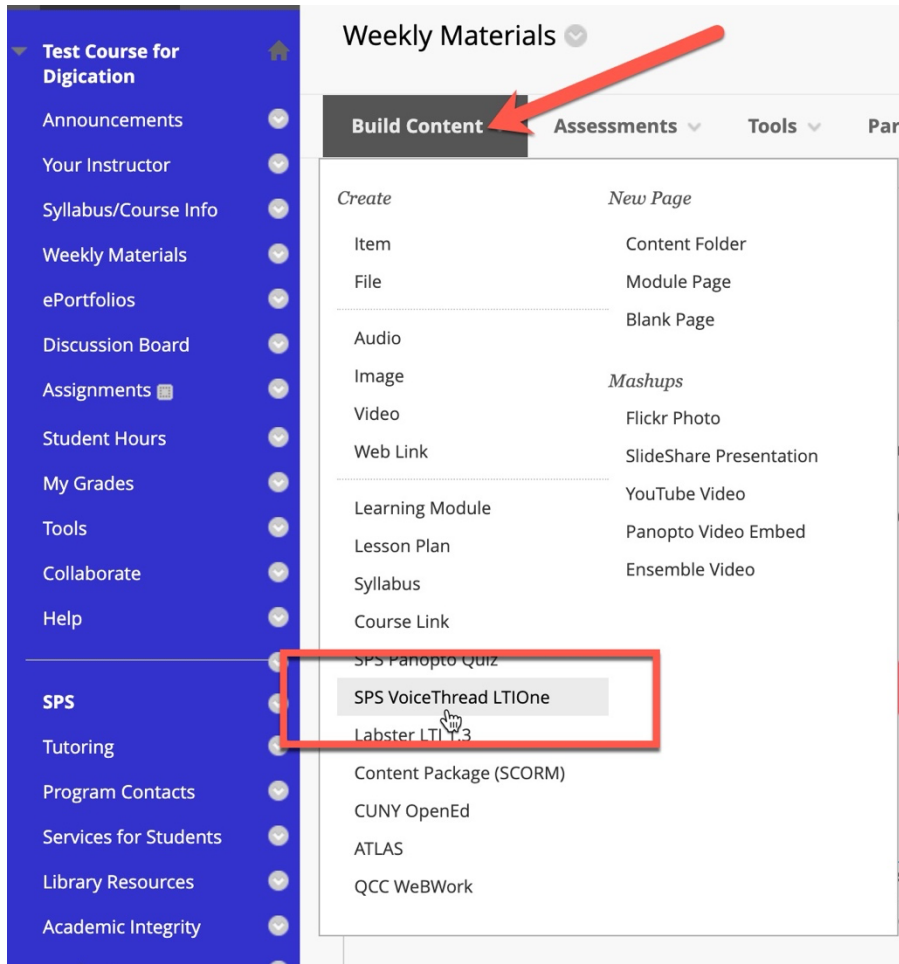 Test Course for
Digication
Announcements
Your Instructor
Syllabus/Course Info
Weekly Materials
ePortfolios
Discussion Board
Assignments
Student Hours
My Grades
Tools
Collaborate
Help
SPS
Tutoring
Program Contacts
Services for Students
Library Resources
Academic Integrity
Weekly Materials
Build Content
Assessments
Tools
Par
Create
Item
File
Audio
Image
Video
Web Link
Learning Module
Lesson Plan
Syllabus
Course Link
SPS Panopto Quiz
SPS VoiceThread LTIOne
Labster LTI 1.3
Content Package (SCORM)
CUNY OpenEd
ATLAS
QCC WeBWork
New Page
Content Folder
Module Page
Blank Page
Mashups
Flickr Photo
SlideShare Presentation
YouTube Video
Panopto Video Embed
Ensemble Video